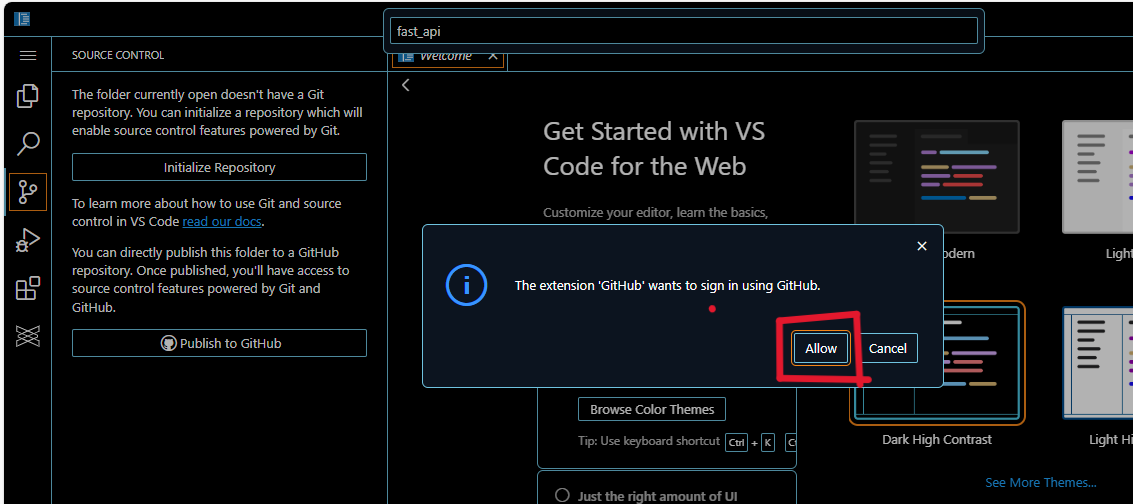 fast_api
SOURCE CONTROL
Welcome
The folder currently open doesn't have a Git
repository. You can initialize a repository which will
enable source control features powered by Git.
Initialize Repository
To learn more about how to use Git and source
control in VS Code read our docs.
You can directly publish this folder to a GitHub
repository. Once published, you'll have access to
source control features powered by Git and
GitHub.
Publish to GitHub
Get Started with VS
Code for the Web
Customize your editor, learn the basics,
The extension 'GitHub' wants to sign in using GitHub.
Allow
Cancel
Browse Color Themes
Tip: Use keyboard shortcut Ctrl + K
Just the right amount of UI
Dark High Contrast
See More Themes...